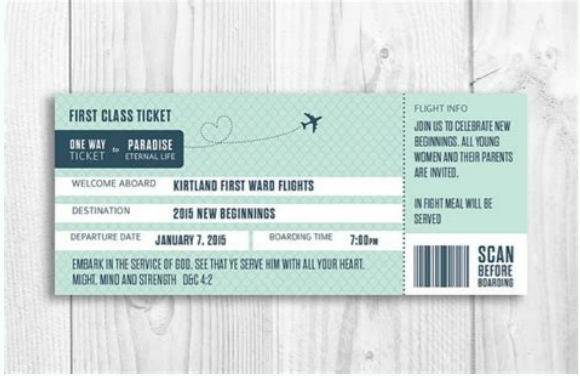 FIRST CLASS TICKET
ONE WAY
TICKET
to
PARADISE
ETERNAL LIFE
WELCOME ABOARD KIRTLAND FIRST WARD FLIGHTS
DESTINATION 2015 NEW BEGINNINGS
DEPARTURE DATE JANUARY 7, 2015 BOARDING TIME 7:00PM
EMBARK IN THE SERVICE OF GOD, SEE THAT YE SERVE HIM WITH ALL YOUR HEART,
MIGHT, MIND AND STRENGTH D&C 4:2
FLIGHT INFO
JOIN US TO CELEBRATE NEW
BEGINNINGS. ALL YOUNG
WOMEN AND THEIR PARENTS
ARE INVITED.
IN FIGHT MEAL WILL BE
SERVED
SCAN
BEFORE
BOARDING